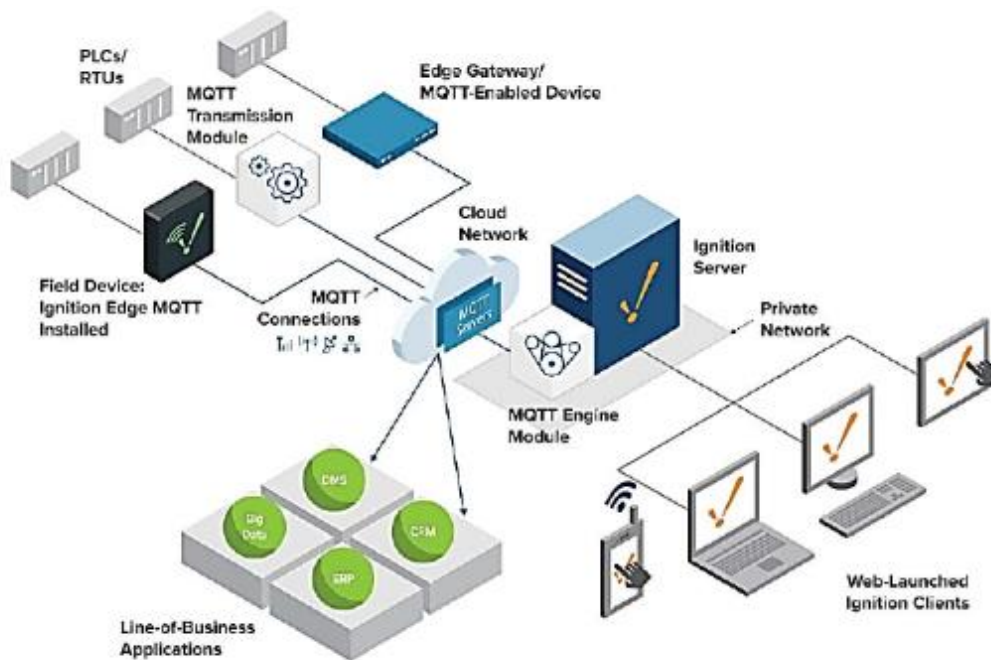 PLCs/
RTUs
MQTT
Transmission
Module
Edge Gateway/
MQTT-Enabled Device
Cloud
Network
Ignition
Server
Field Device:
Ignition Edge MQTT
Installed
MQTT
Connections
MQTT
Servers
Private
Network
MQTT Engine
Module
OMS
Big
Data
CRM
ERP
Line-of-Business
Applications
Web-Launched
Ignition Clients